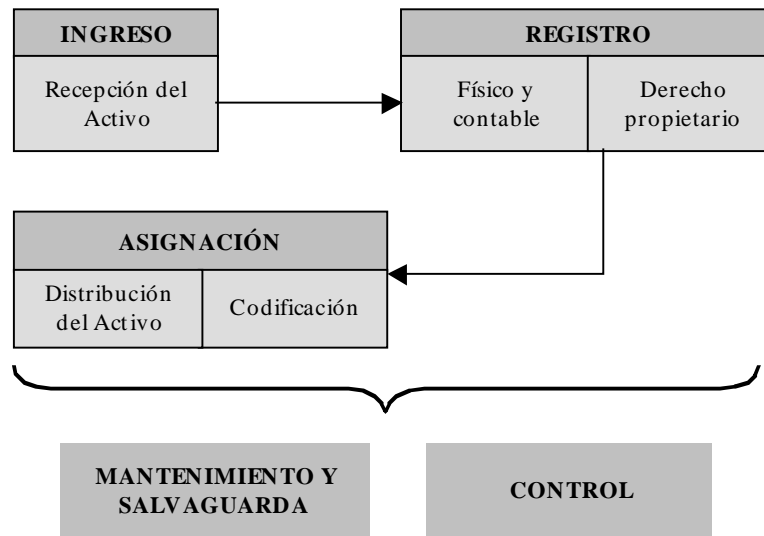 INGRESO
Recepción del
Activo
REGISTRO
Físico y
contable
Derecho
propietario
ASIGNACIÓN
Distribución
del Activo
Codificación
MANTENIMIENTO Y
SALVAGUARDA
CONTROL